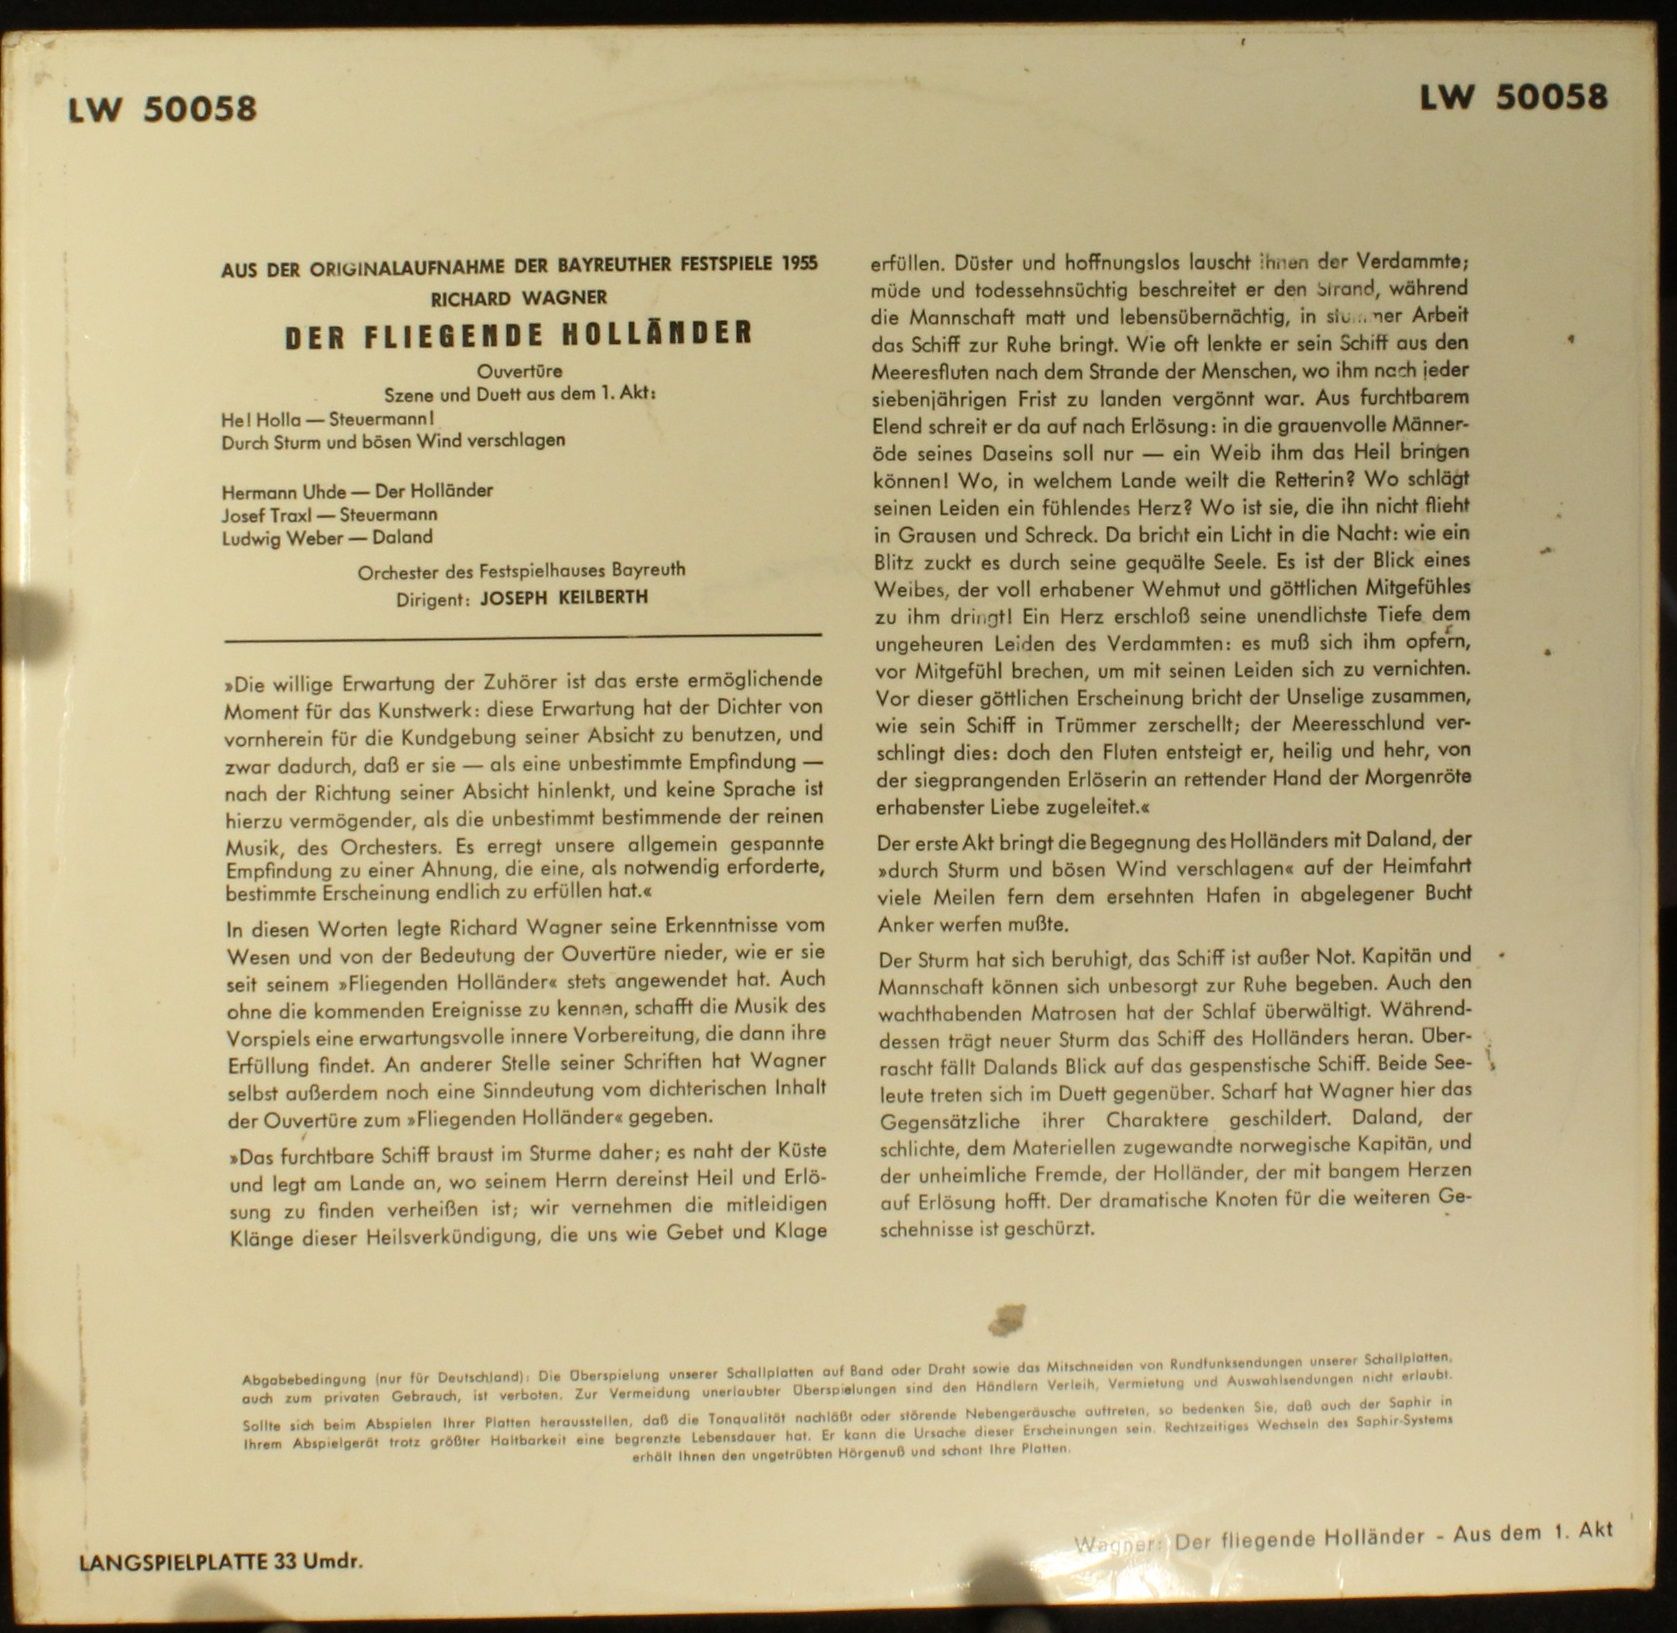 LW 50058
LW 50058
AUS DER ORIGINALAUFNAHME DER BAYREUTHER FESTSPIELE 1955
RICHARD WAGNER
DER FLIEGENDE HOLLÄNDER
Ouvertüre
Szene und Duett aus dem 1. Akt:
He! Holla — Steuermann!
Durch Sturm und bösen Wind verschlagen
Hermann Uhde — Der Holländer
Josef Traxl — Steuermann
Ludwig Weber — Daland
Orchester des Festspielhauses Bayreuth
Dirigent: JOSEPH KEILBERTH
»Die willige Erwartung der Zuhörer ist das erste ermöglichende
Moment für das Kunstwerk: diese Erwartung hat der Dichter von
vornherein für die Kundgebung seiner Absicht zu benutzen, und
zwar dadurch, daß er sie — als eine unbestimmte Empfindung —
nach der Richtung seiner Absicht hinlenkt, und keine Sprache ist
hierzu vermögender, als die unbestimmt bestimmende der reinen
Musik, des Orchesters. Es erregt unsere allgemein gespannte
Empfindung zu einer Ahnung, die eine, als notwendig erforderte,
bestimmte Erscheinung endlich zu erfüllen hat.«
In diesen Worten legte Richard Wagner seine Erkenntnisse vom
Wesen und von der Bedeutung der Ouvertüre nieder, wie er sie
seit seinem »Fliegenden Holländer« stets angewendet hat. Auch
ohne die kommenden Ereignisse zu kennen, schafft die Musik des
Vorspiels eine erwartungsvolle innere Vorbereitung, die dann ihre
Erfüllung findet. An anderer Stelle seiner Schriften hat Wagner
selbst außerdem noch eine Sinndeutung vom dichterischen Inhalt
der Ouvertüre zum »Fliegenden Holländer« gegeben.
»Das furchtbare Schiff braust im Sturme daher; es naht der Küste
und legt am Lande an, wo seinem Herrn dereinst Heil und Erlö-
sung zu finden verheißen ist; wir vernehmen die mitleidigen
Klänge dieser Heilsverkündigung, die uns wie Gebet und Klage
erfüllen. Düster und hoffnungslos lauscht ihnen der Verdammte;
müde und todessehnsüchtig beschreitet er den Strand, während
die Mannschaft matt und lebensübernächtig, in Arbeit
das Schiff zur Ruhe bringt. Wie oft lenkte er sein Schiff aus den
Meeresfluten nach dem Strande der Menschen, wo ihm nach jeder
siebenjährigen Frist zu landen vergönnt war. Aus furchtbarem
Elend schreit er da auf nach Erlösung: in die grauenvolle Männer-
öde seines Daseins soll nur — ein Weib ihm das Heil bringen
können! Wo, in welchem Lande weilt die Retterin? Wo schlägt
seinen Leiden ein fühlendes Herz? Wo ist sie, die ihn nicht flieht
in Grausen und Schreck. Da bricht ein Licht in die Nacht: wie ein
Blitz zuckt es durch seine gequälte Seele. Es ist der Blick eines
Weibes, der voll erhabener Wehmut und göttlichen Mitgefühles
zu ihm dringt! Ein Herz erschloß seine unendlichste Tiefe dem
ungeheuren Leiden des Verdammten: es muß sich ihm opfern,
vor Mitgefühl brechen, um mit seinen Leiden sich zu vernichten.
Vor dieser göttlichen Erscheinung bricht der Unselige zusammen,
wie sein Schiff in Trümmer zerschellt; der Meeresschlund ver-
schlingt dies: doch den Fluten entsteigt er, heilig und hehr, von
der siegprangenden Erlöserin an rettender Hand der Morgenröte
erhabenster Liebe zugeleitet.«
Der erste Akt bringt die Begegnung des Holländers mit Daland, der
»durch Sturm und bösen Wind verschlagen« auf der Heimfahrt
viele Meilen fern dem ersehnten Hafen in abgelegener Bucht
Anker werfen mußte.
Der Sturm hat sich beruhigt, das Schiff ist außer Not. Kapitän und
Mannschaft können sich unbesorgt zur Ruhe begeben. Auch den
wachthabenden Matrosen hat der Schlaf überwältigt. Während-
dessen trägt neuer Sturm das Schiff des Holländers heran. Über-
rascht fällt Dalands Blick auf das gespenstische Schiff. Beide See-
leute treten sich im Duett gegenüber. Scharf hat Wagner hier das
Gegensätzliche ihrer Charaktere geschildert. Daland, der
schlichte, dem Materiellen zugewandte norwegische Kapitän, und
der unheimliche Fremde, der Holländer, der mit bangem Herzen
auf Erlösung hofft. Der dramatische Knoten für die weiteren Ge-
schehnisse ist geschürzt.
Abgabebedingung (nur für Deutschland): Die Überspielung unserer Schallplatten auf Band oder Draht sowie das Mitschneiden von Rundfunksendungen unserer Schallplatten,
auch zum privaten Gebrauch, ist verboten. Zur Vermeidung unerlaubter Überspielungen sind den Händlern Verleih, Vermietung und Auswahlsendungen nicht erlaubt.
Sollte sich beim Abspielen Ihrer Platten herausstellen, daß die Tonqualität nachläßt oder störende Nebengeräusche auftreten, so bedenken Sie, daß auch der Saphir in
Ihrem Abspielgerät trotz größter Haltbarkeit eine begrenzte Lebensdauer hat. Er kann die Ursache dieser Erscheinungen sein. Rechtzeitiges Wechseln des Saphir-Systems
erhält Ihnen den ungetrübten Hörgenuß und schont Ihre Platten.
LANGSPIELPLATTE 33 Umdr.
Wagner: Der fliegende Holländer - Aus dem 1. Akt